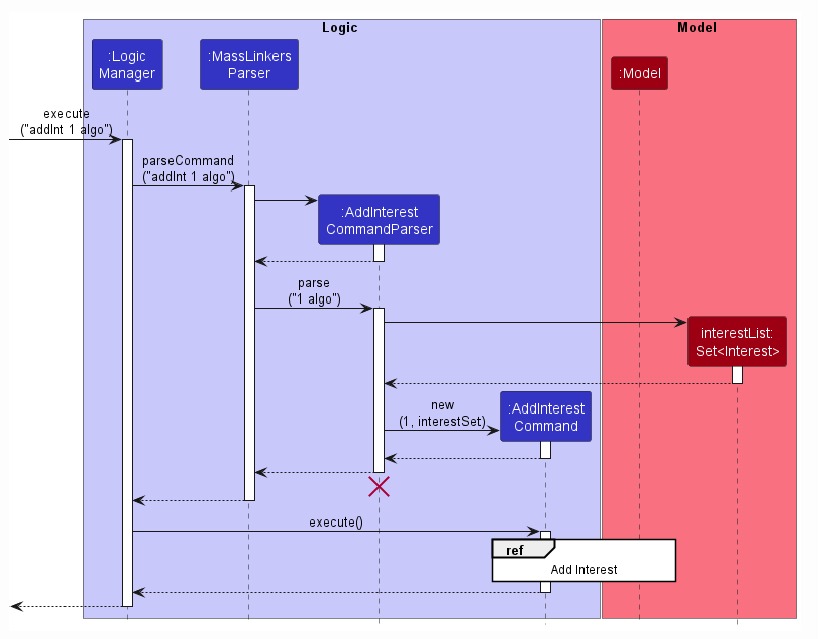 Logic
Model
:Logic
Manager
:MassLinkers
Parser
:Model
execute
("addInt 1 algo")
parseCommand
("addInt 1 algo")
:AddInterest
CommandParser
parse
("1 algo")
interestList:
Set<Interest>
new
(1, interestSet)
:AddInterest
Command
execute()
ref
Add Interest